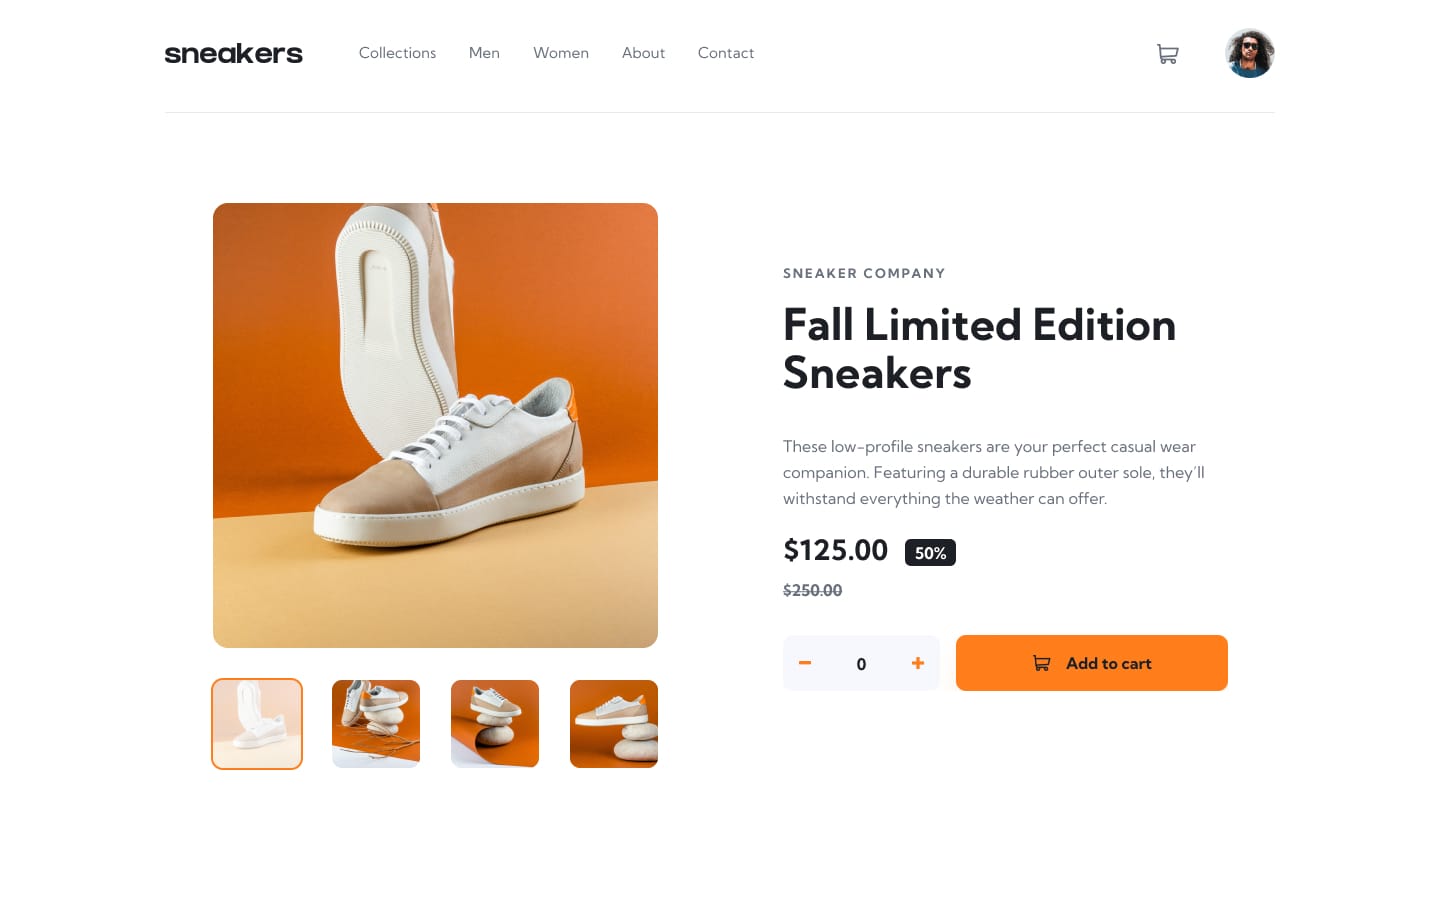 sneakers
Collections
Men
Women
About
Contact
SNEAKER COMPANY
Fall Limited Edition
Sneakers
These low-profile sneakers are your perfect casual wear
companion. Featuring a durable rubber outer sole, they’ll
withstand everything the weather can offer.
$125.00 50%
$250.00
0
Add to cart